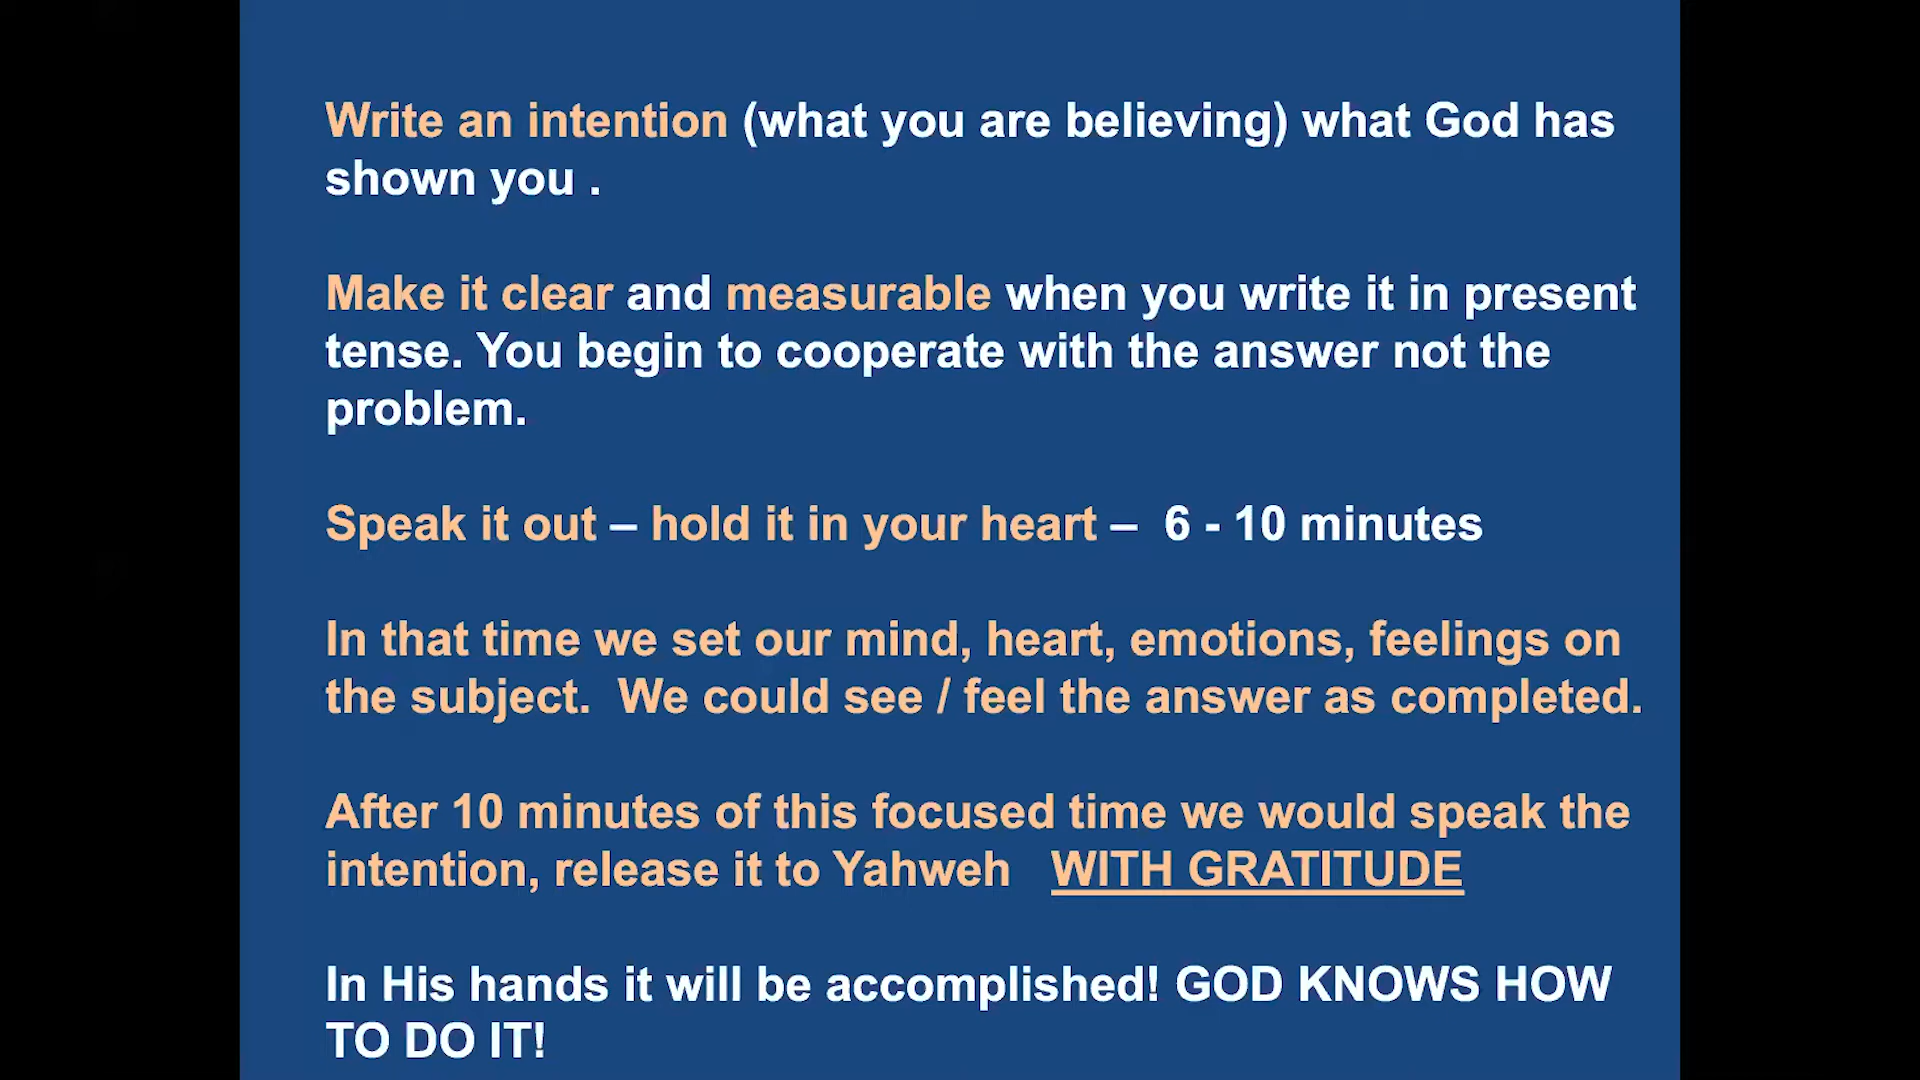 Write an intention (what you are believing) what God has
shown you .
Make it clear and measurable when you write it in present
tense. You begin to cooperate with the answer not the
problem.
Speak it out – hold it in your heart –  6 - 10 minutes
In that time we set our mind, heart, emotions, feelings on
the subject.  We could see / feel the answer as completed.
After 10 minutes of this focused time we would speak the
intention, release it to Yahweh   WITH GRATITUDE
In His hands it will be accomplished! GOD KNOWS HOW
TO DO IT!